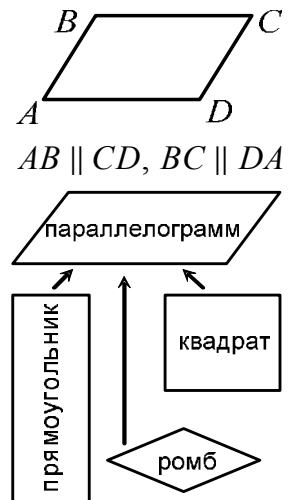 B C
A D
AB || CD, BC || DA
параллелограмм
прямоугольник
квадрат
ромб